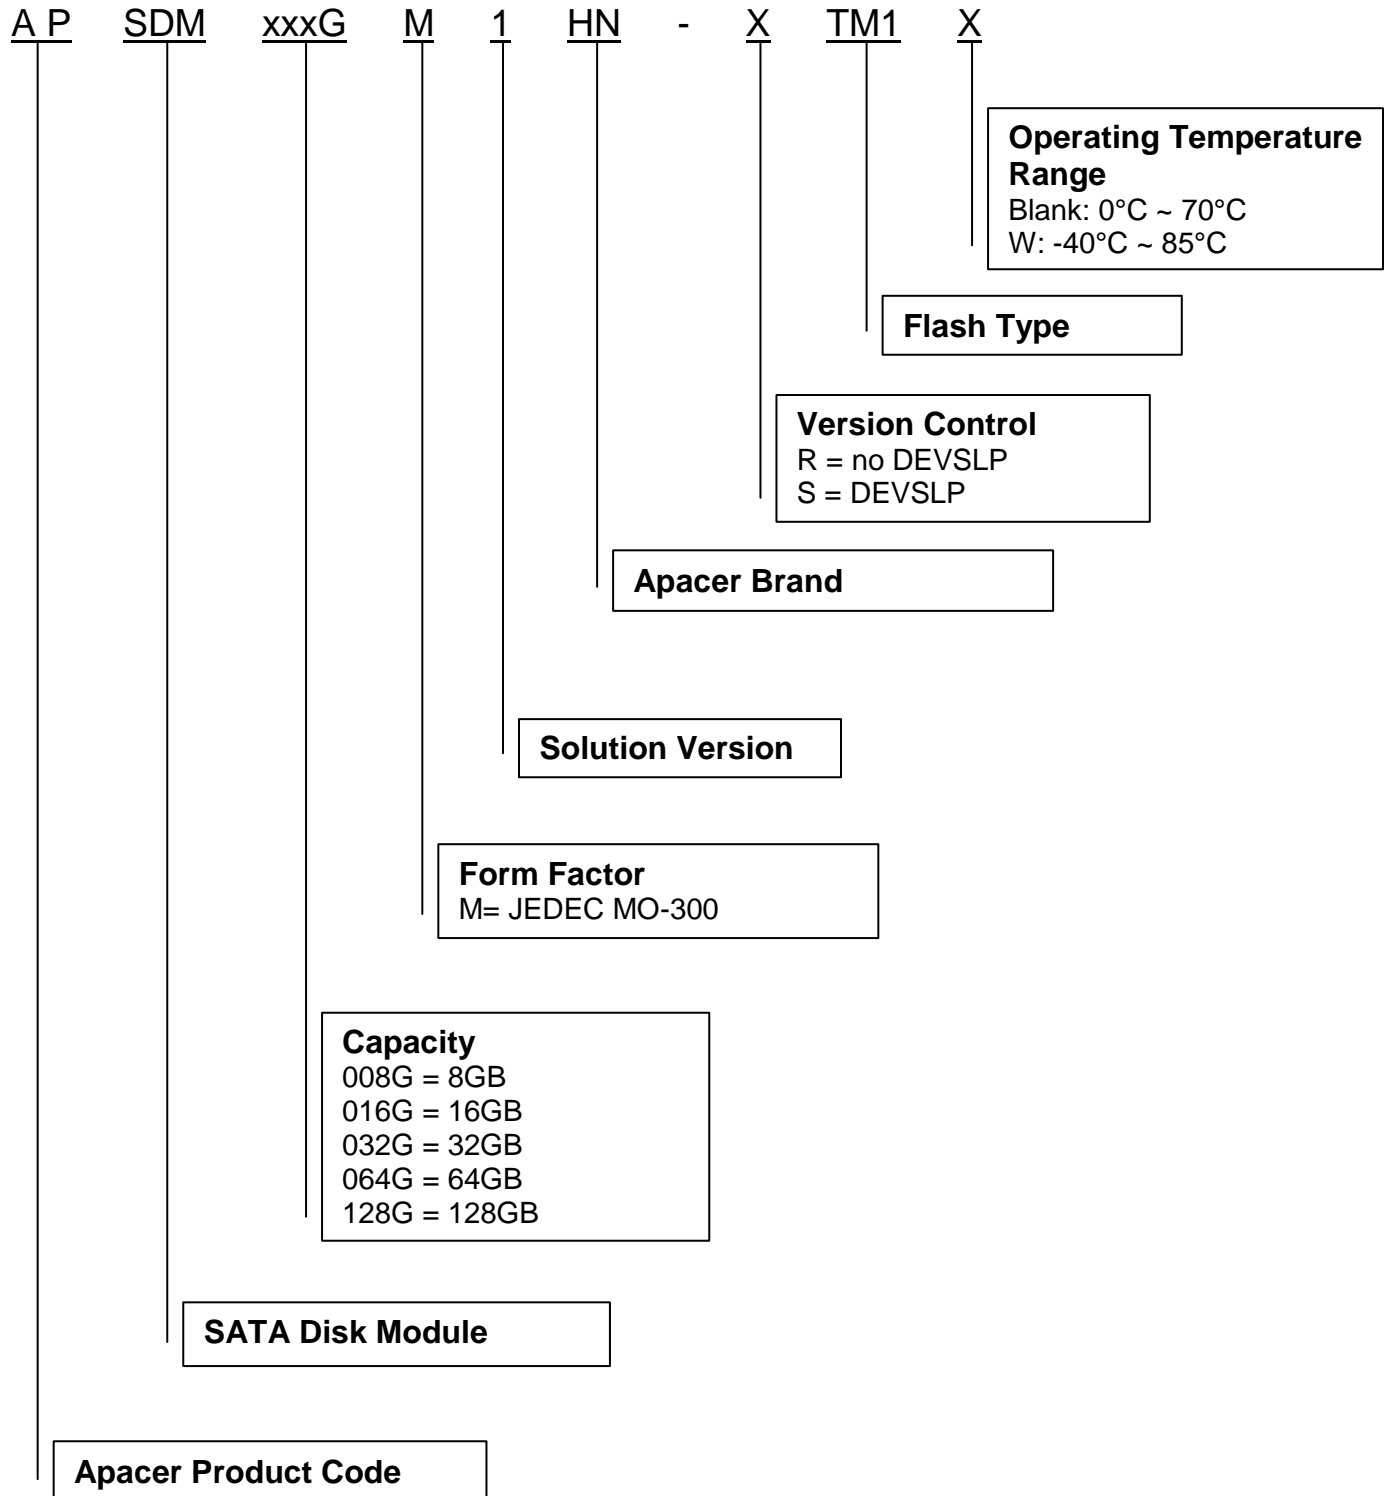 A P SDM xxxG M 1 HN - X TM1 X
Operating Temperature
Range
Blank: 0°C ~ 70°C
W: -40°C ~ 85°C
Flash Type
Version Control
R = no DEVSLP
S = DEVSLP
Apacer Brand
Solution Version
Form Factor
M= JEDEC MO-300
Capacity
008G = 8GB
016G = 16GB
032G = 32GB
064G = 64GB
128G = 128GB
SATA Disk Module
Apacer Product Code